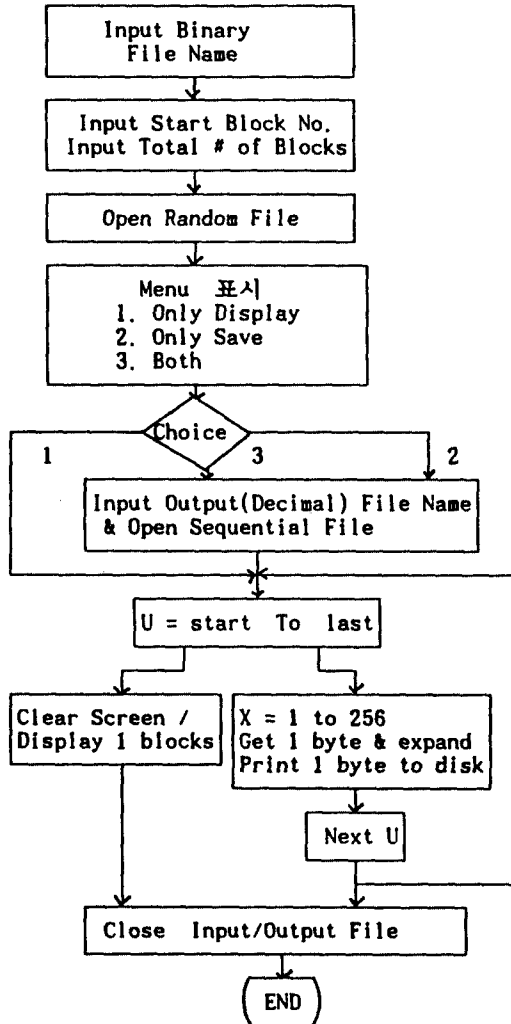 Input Binary
File Name
Input Start Block No.
Input Total # of Blocks
Open Random File
Menu 표시
1. Only Display
2. Only Save
3. Both
Choice
1
3
2
Input Output(Decimal) File Name
& Open Sequential File
U = start To last
Clear Screen /
Display 1 blocks
X = 1 to 256
Get 1 byte & expand
Print 1 byte to disk
Next U
Close Input/Output File
END